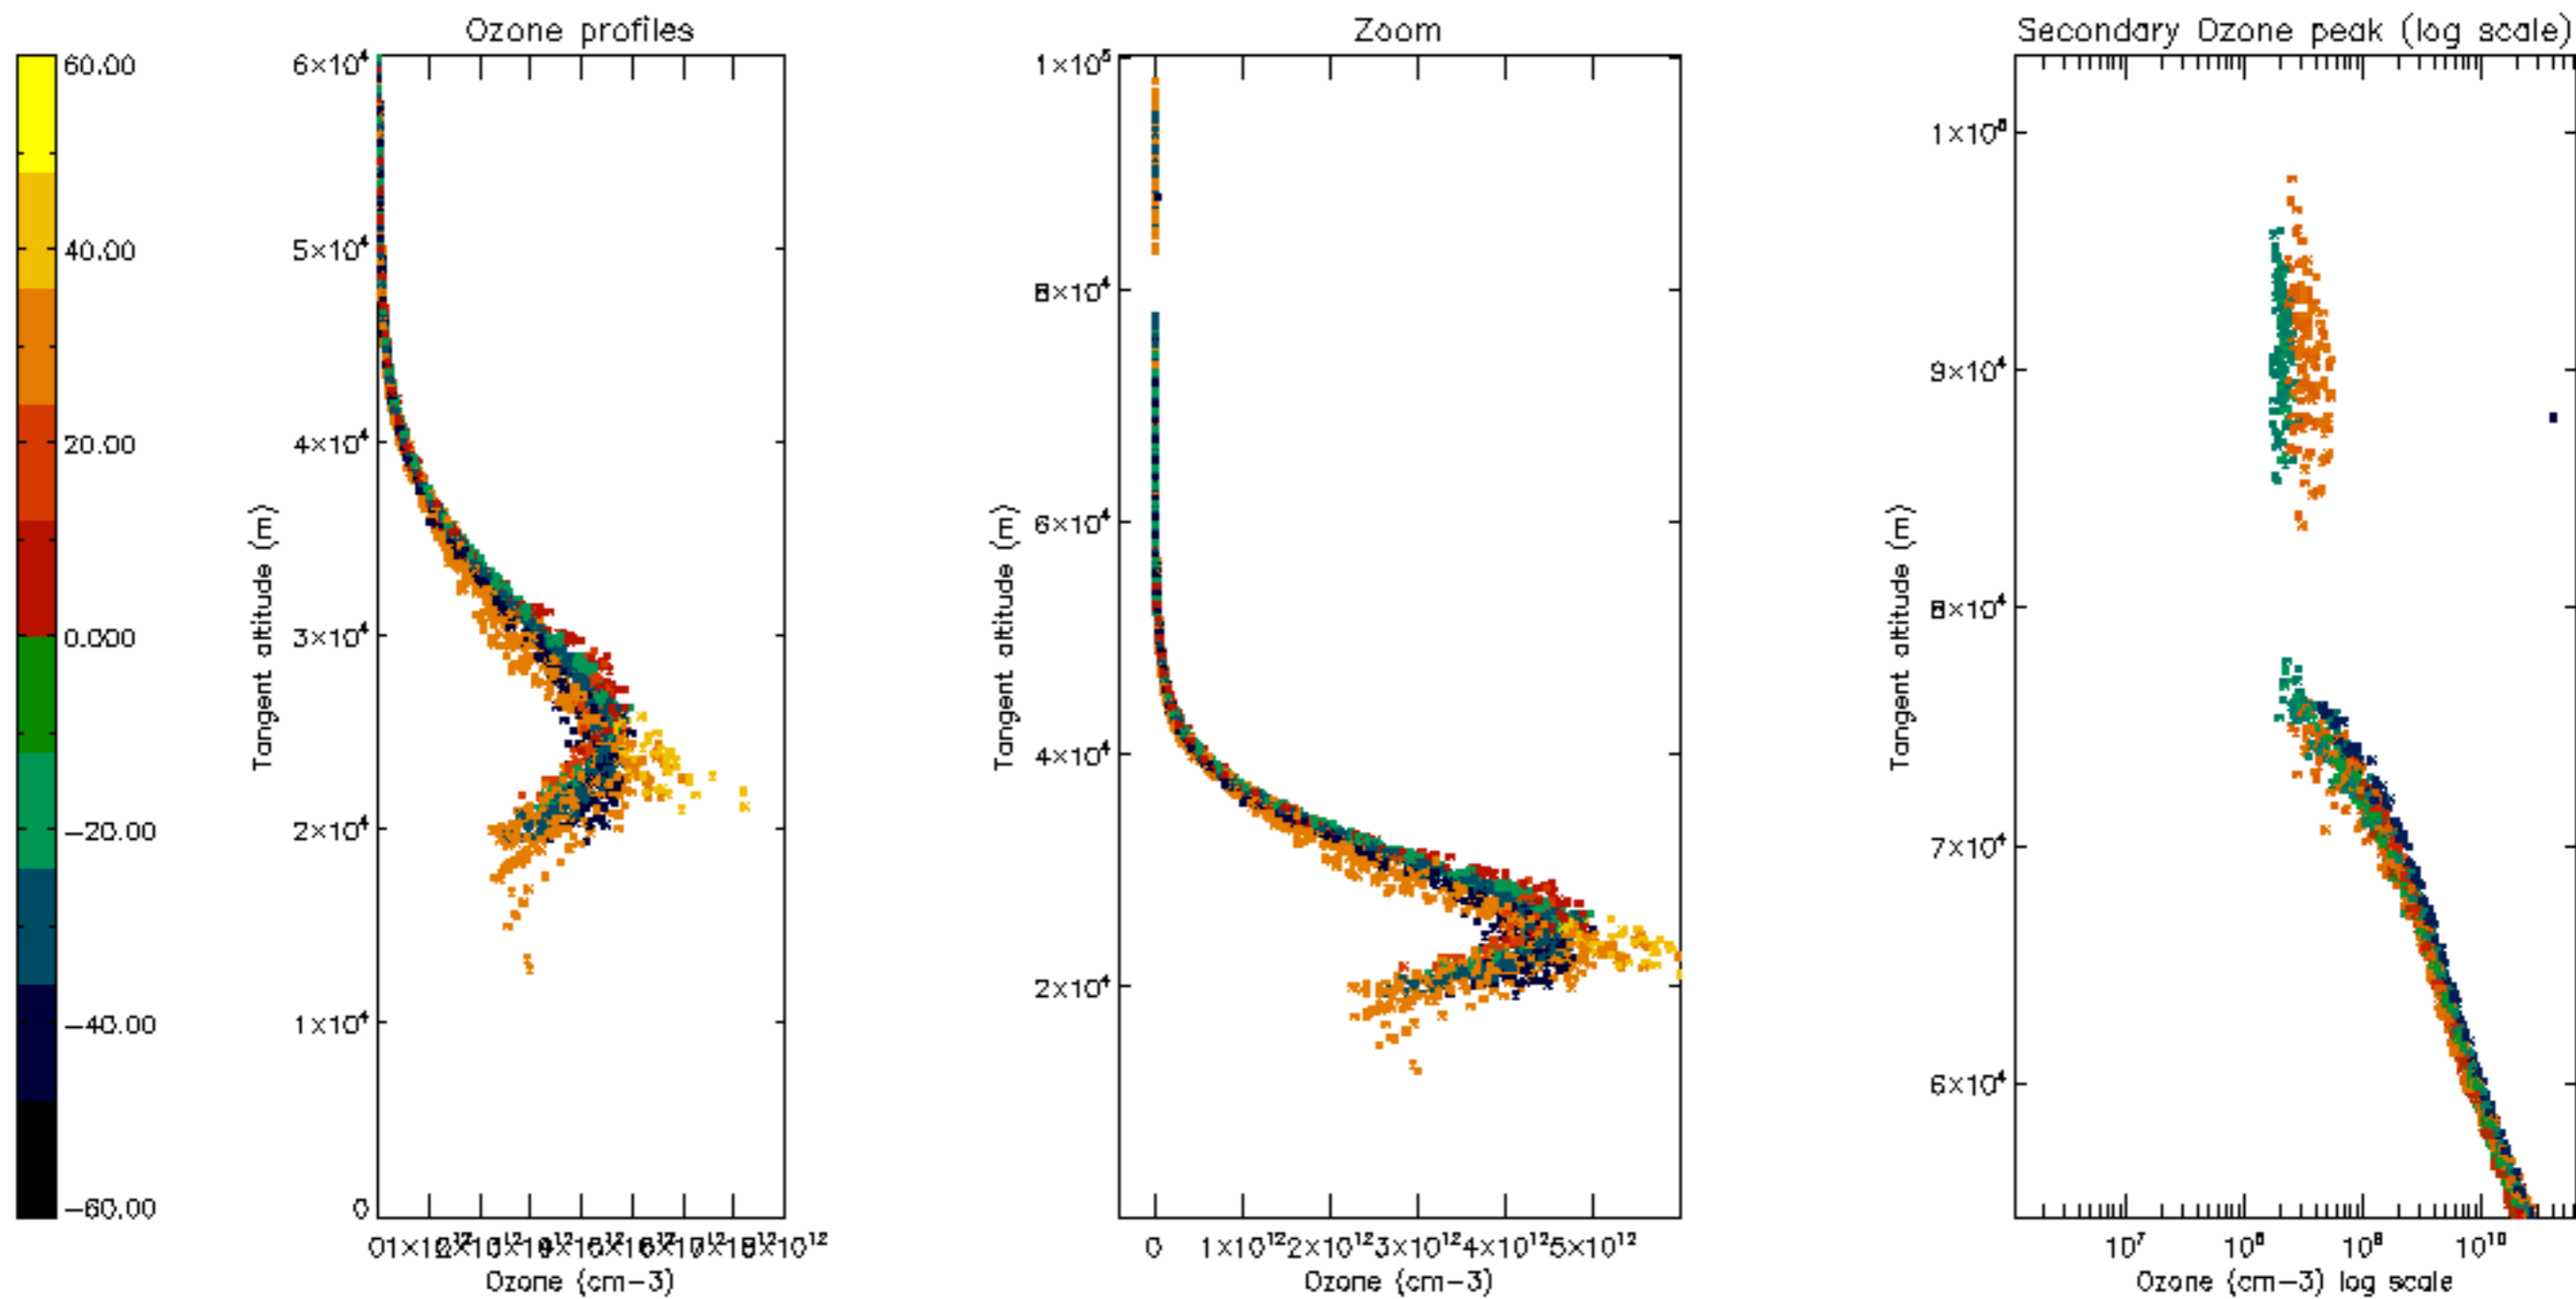 Ozone profiles
Zoom
Secondary Ozone peak (log scale)
60.00
40.00
20.00
0.000
−20.00
−40.00
−60.00
6×10⁴
5×10⁴
4×10⁴
3×10⁴
2×10⁴
1×10⁴
0
Tangent altitude (m)
8×10¹²
Ozone (cm−3)
1×10⁵
8×10⁴
6×10⁴
4×10⁴
2×10⁴
Tangent altitude (m)
0 1×10¹² 2×10¹² 3×10¹² 4×10¹² 5×10¹²
Ozone (cm−3)
9×10⁴
8×10⁴
7×10⁴
6×10⁴
Tangent altitude (m)
10⁷ 10⁸ 10⁹ 10¹⁰
Ozone (cm−3) log scale